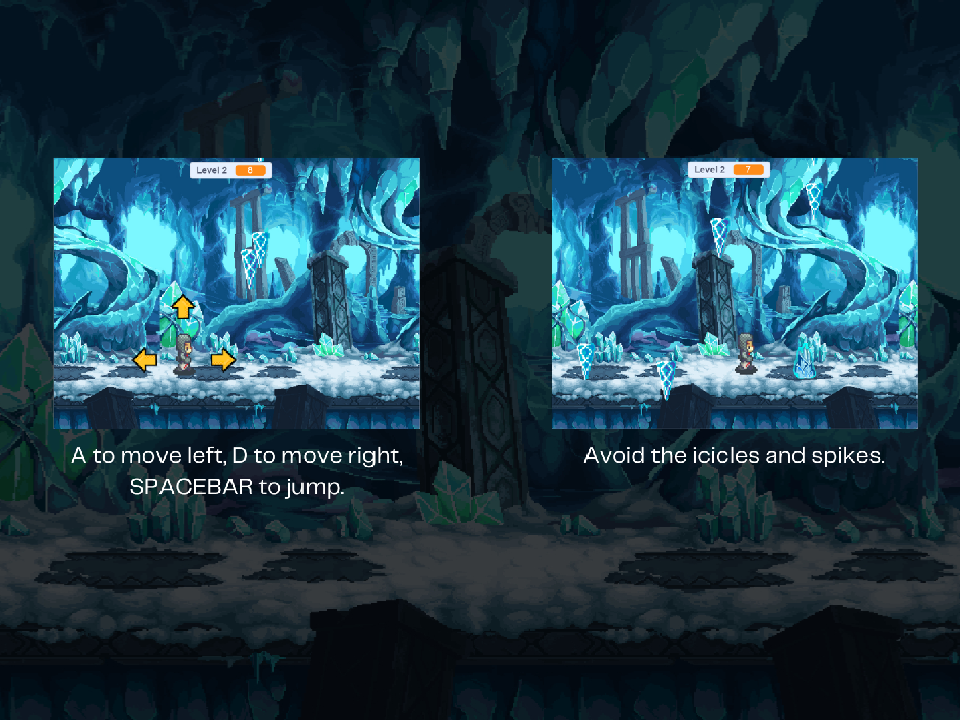 Level 2 6
Level 2 7
A to move left, D to move right,
SPACEBAR to jump.
Avoid the icicles and spikes.